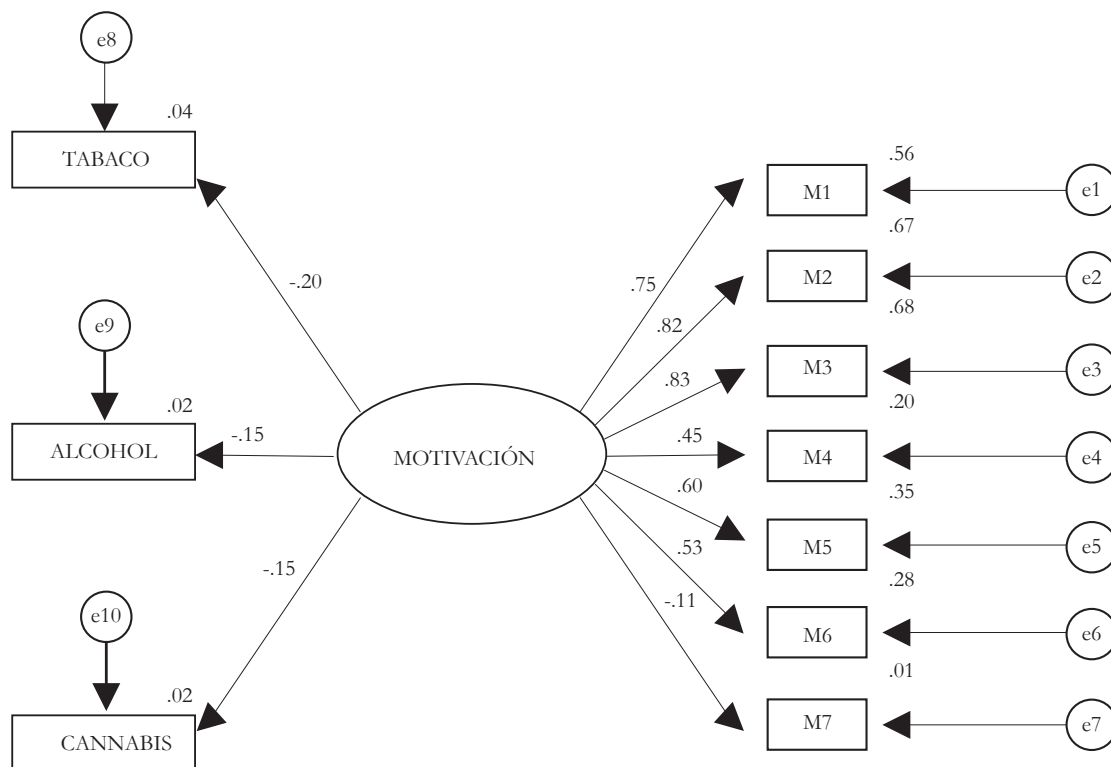 e8
.04
TABACO
-.20
e9
.02
ALCOHOL
-.15
e10
.02
CANNABIS
-.15
MOTIVACIÓN
.75
.82
.83
.45
.60
.53
-.11
.56
M1
e1
.67
M2
e2
.68
M3
e3
.20
M4
e4
.35
M5
e5
.28
M6
e6
.01
M7
e7